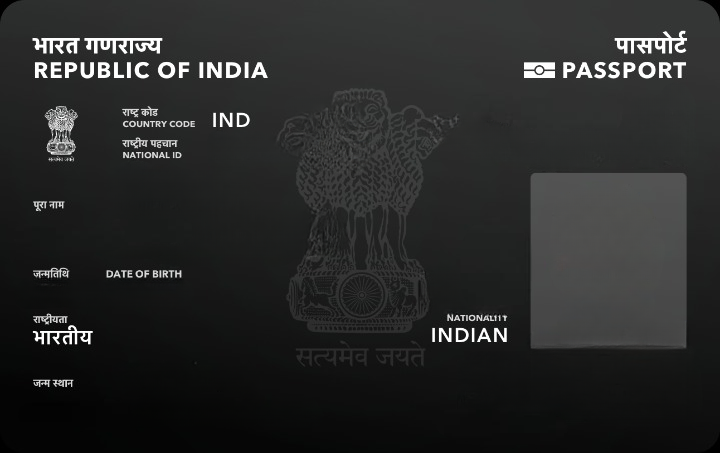 भारत गणराज्य
पासपोर्ट
REPUBLIC OF INDIA
PASSPORT
राष्ट्र कोड
COUNTRY CODE
IND
राष्ट्रीय पहचान
NATIONAL ID
सत्यमेव जयते
पूरा नाम
जन्मतिथि
DATE OF BIRTH
राष्ट्रीयता
भारतीय
INDIAN
सत्यमेव जयते
जन्म स्थान